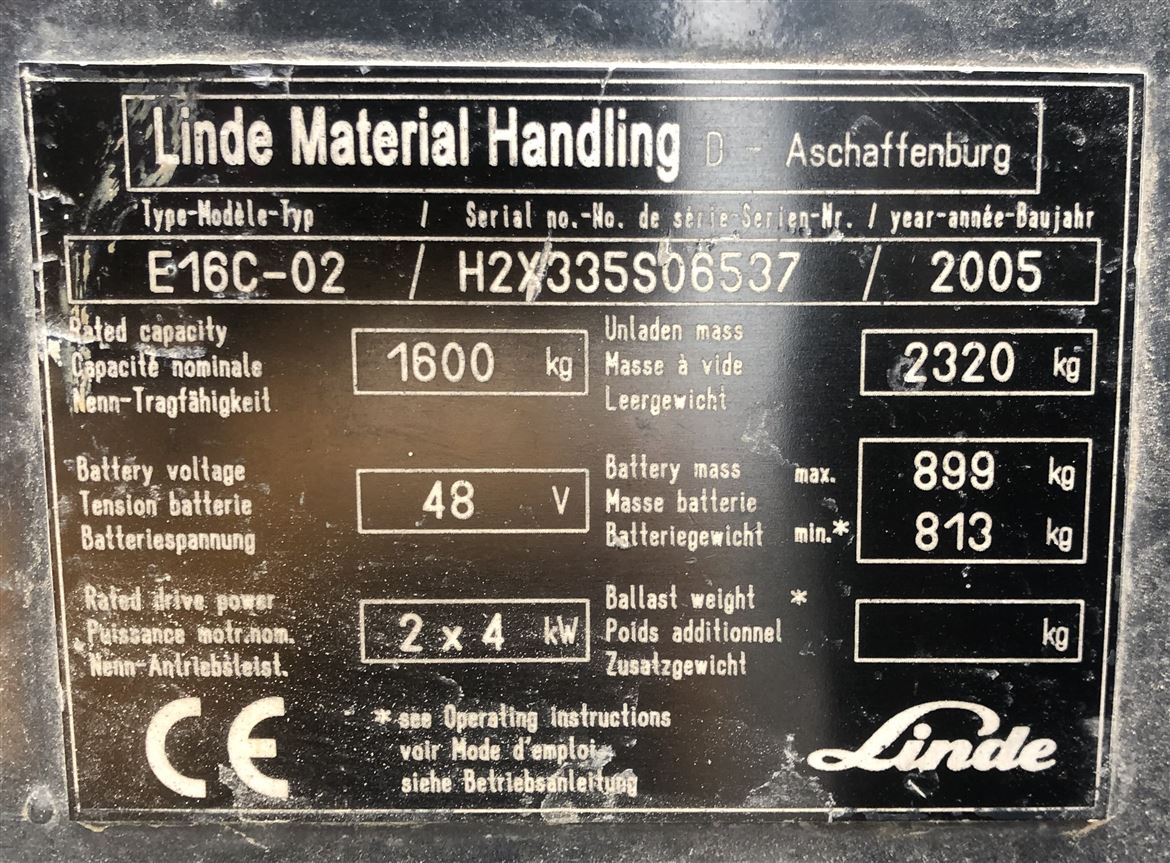 Linde Material Handling D - Aschaffenburg
Type-Modèle-Typ / Serial no.-No. de série-Serien-Nr. / year-année-Baujahr
E16C-02 / H2X335S06537 / 2005
Rated capacity
Capacité nominale
Nenn-Tragfähigkeit
1600 kg
Unladen mass
Masse à vide
Leergewicht
2320 kg
Battery voltage
Tension batterie
Batteriespannung
48 V
Battery mass max.
Masse batterie
Batteriegewicht min.*
899 kg
813 kg
Rated drive power
Puissance motr.nom.
Nenn-Antriebsleist.
2 x 4 kW
Ballast weight *
Poids additionnel
Zusatzgewicht
kg
CE
* see Operating instructions
voir Mode d'emploi
siehe Betriebsanleitung
Linde